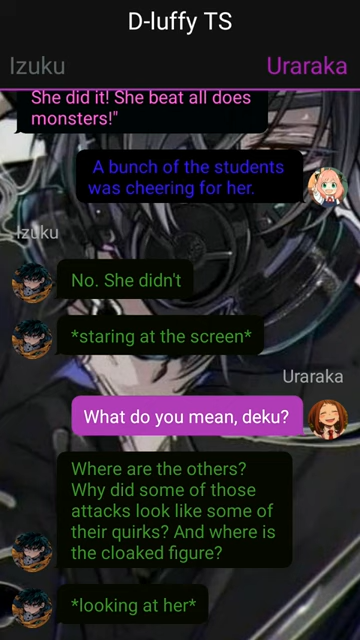 D-luffy TS
Izuku
Uraraka
She did it! She beat all does
monsters!"
A bunch of the students
was cheering for her.
Izuku
No. She didn't
*staring at the screen*
Uraraka
What do you mean, deku?
Where are the others?
Why did some of those
attacks look like some of
their quirks? And where is
the cloaked figure?
*looking at her*